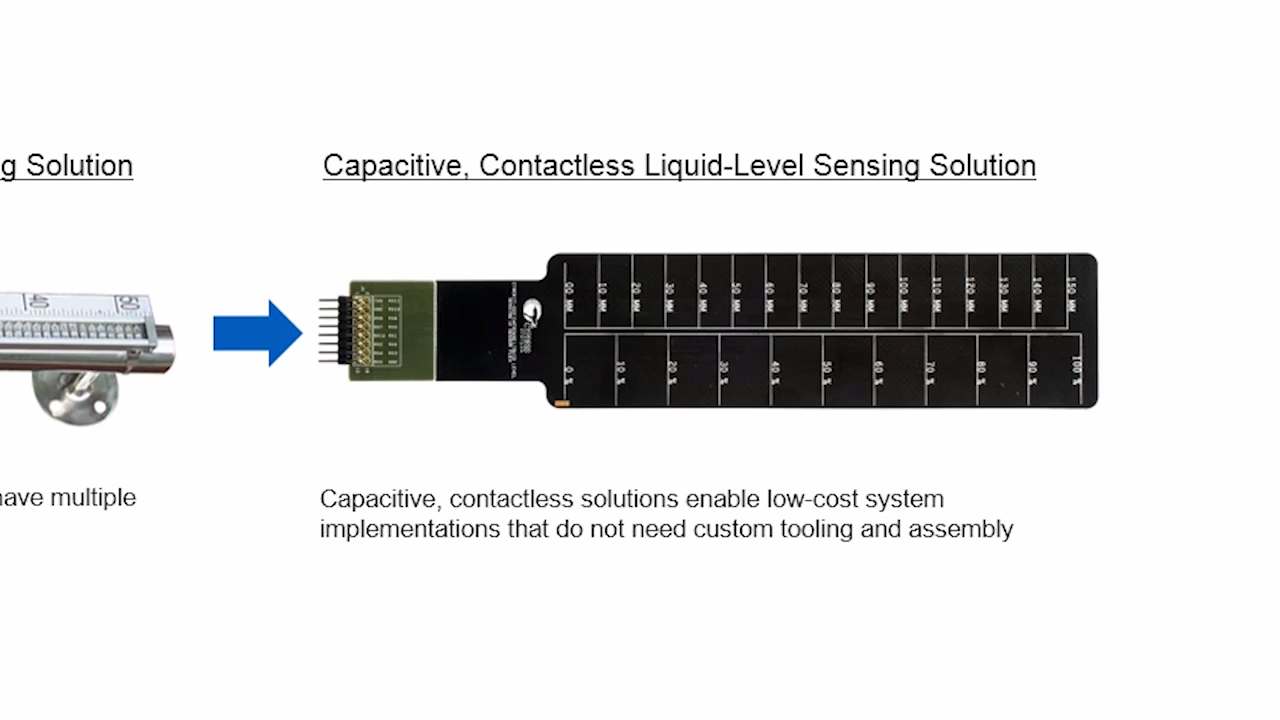 g Solution
Capacitive, Contactless Liquid-Level Sensing Solution
40
50
00 MM
10 MM
20 MM
30 MM
40 MM
50 MM
60 MM
70 MM
80 MM
90 MM
100 MM
110 MM
120 MM
130 MM
140 MM
150 MM
0 %
10 %
20 %
30 %
40 %
50 %
60 %
70 %
80 %
90 %
100 %
have multiple
Capacitive, contactless solutions enable low-cost system
implementations that do not need custom tooling and assembly